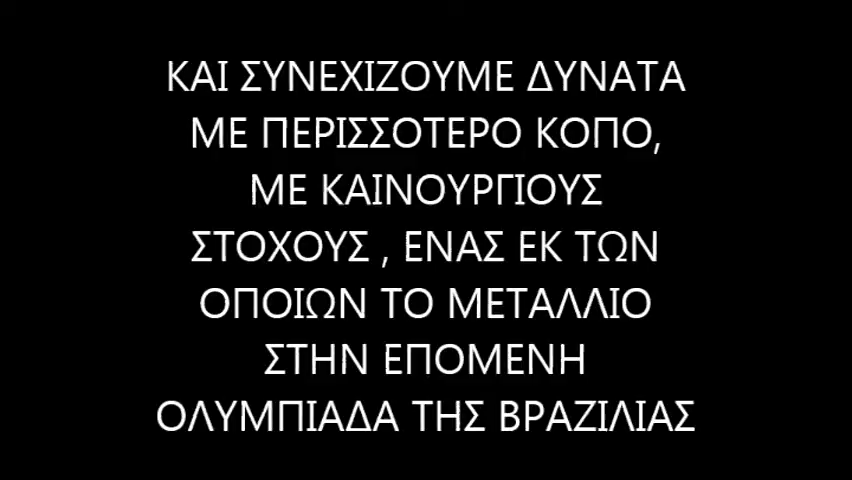 ΚΑΙ ΣΥΝΕΧΙΖΟΥΜΕ ΔΥΝΑΤΑ
ΜΕ ΠΕΡΙΣΣΟΤΕΡΟ ΚΟΠΟ,
ΜΕ ΚΑΙΝΟΥΡΓΙΟΥΣ
ΣΤΟΧΟΥΣ , ΕΝΑΣ ΕΚ ΤΩΝ
ΟΠΟΙΩΝ ΤΟ ΜΕΤΑΛΛΙΟ
ΣΤΗΝ ΕΠΟΜΕΝΗ
ΟΛΥΜΠΙΑΔΑ ΤΗΣ ΒΡΑΖΙΛΙΑΣ